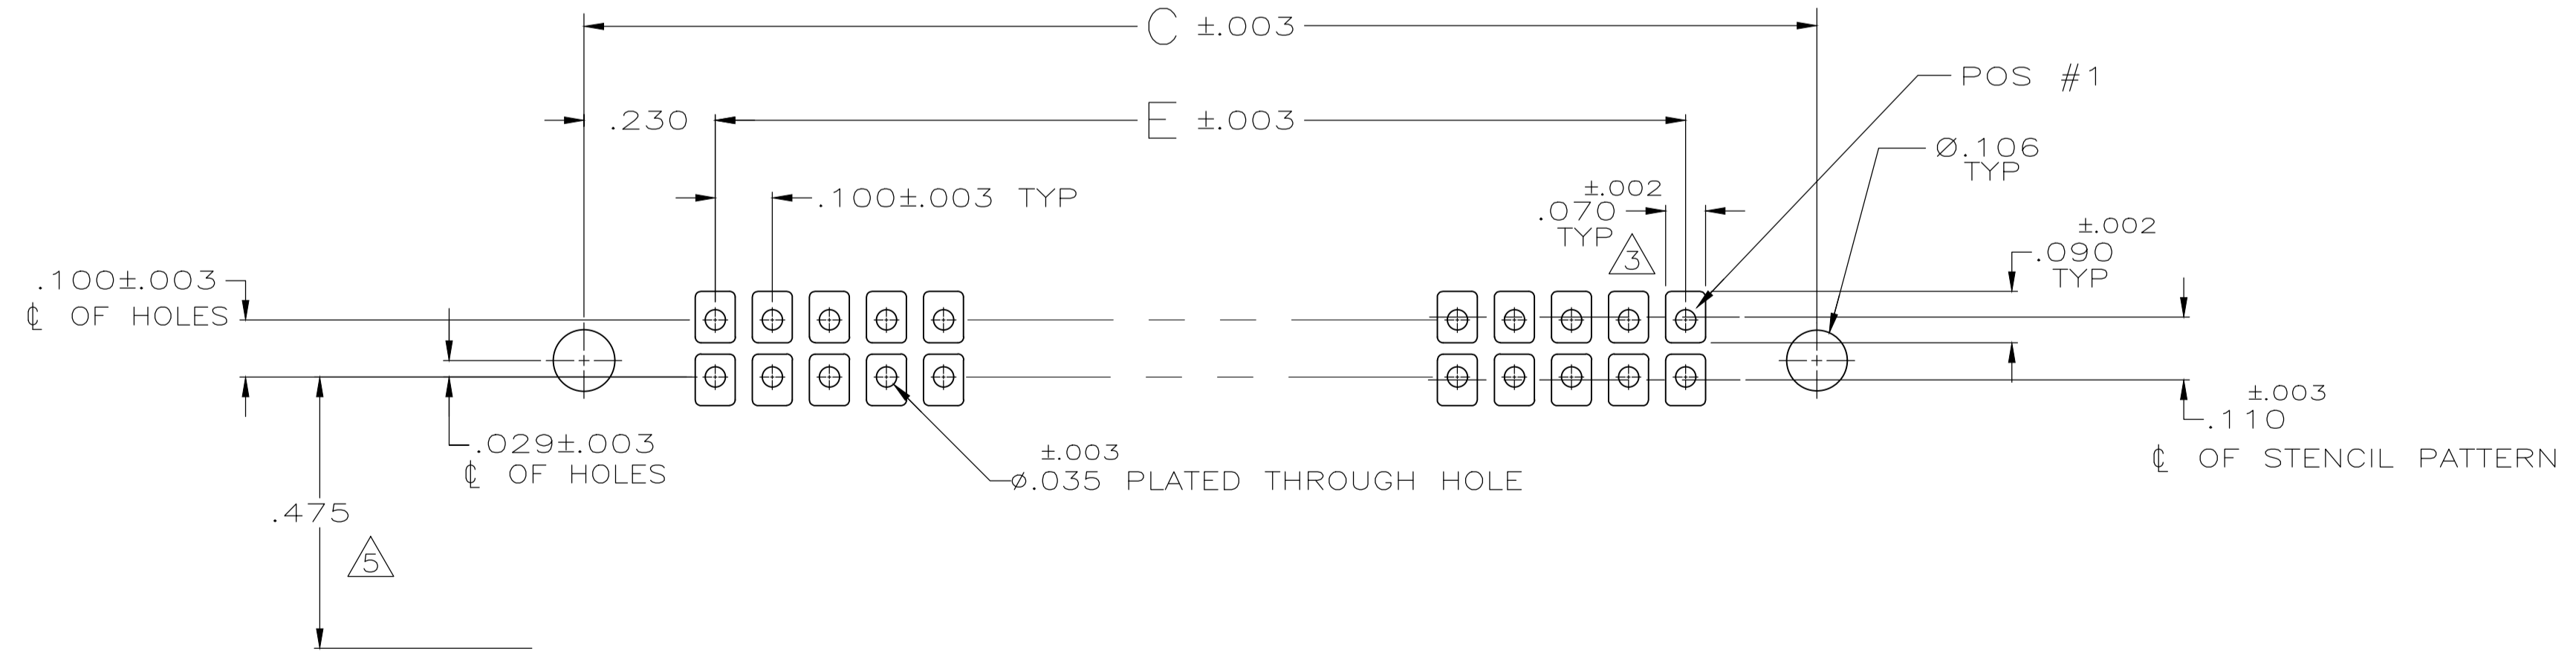 C ±.003
POS #1
.230
E ±.003
Ø.106
TYP
.100±.003 TYP
±.002
.070
TYP
3
±.002
.090
TYP
.100±.003
℄ OF HOLES
.029±.003
℄ OF HOLES
±.003
Ø.035 PLATED THROUGH HOLE
±.003
.110
℄ OF STENCIL PATTERN
.475
5